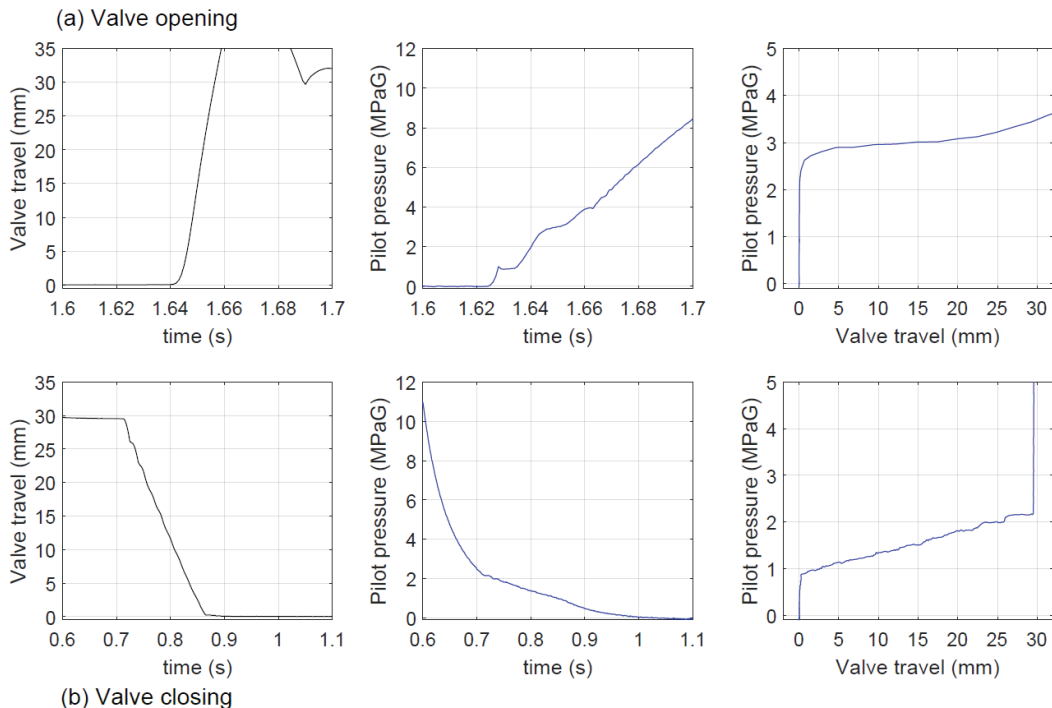 (a) Valve opening
35
30
25
20
15
10
5
0
Valve travel (mm)
1.6 1.62 1.64 1.66 1.68 1.7
time (s)
12
10
8
6
4
2
0
Pilot pressure (MPaG)
1.6 1.62 1.64 1.66 1.68 1.7
time (s)
5
4
3
2
1
0
Pilot pressure (MPaG)
0 5 10 15 20 25 30
Valve travel (mm)
35
30
25
20
15
10
5
0
Valve travel (mm)
0.6 0.7 0.8 0.9 1 1.1
time (s)
12
10
8
6
4
2
0
Pilot pressure (MPaG)
0.6 0.7 0.8 0.9 1 1.1
time (s)
5
4
3
2
1
0
Pilot pressure (MPaG)
0 5 10 15 20 25 30
Valve travel (mm)
(b) Valve closing